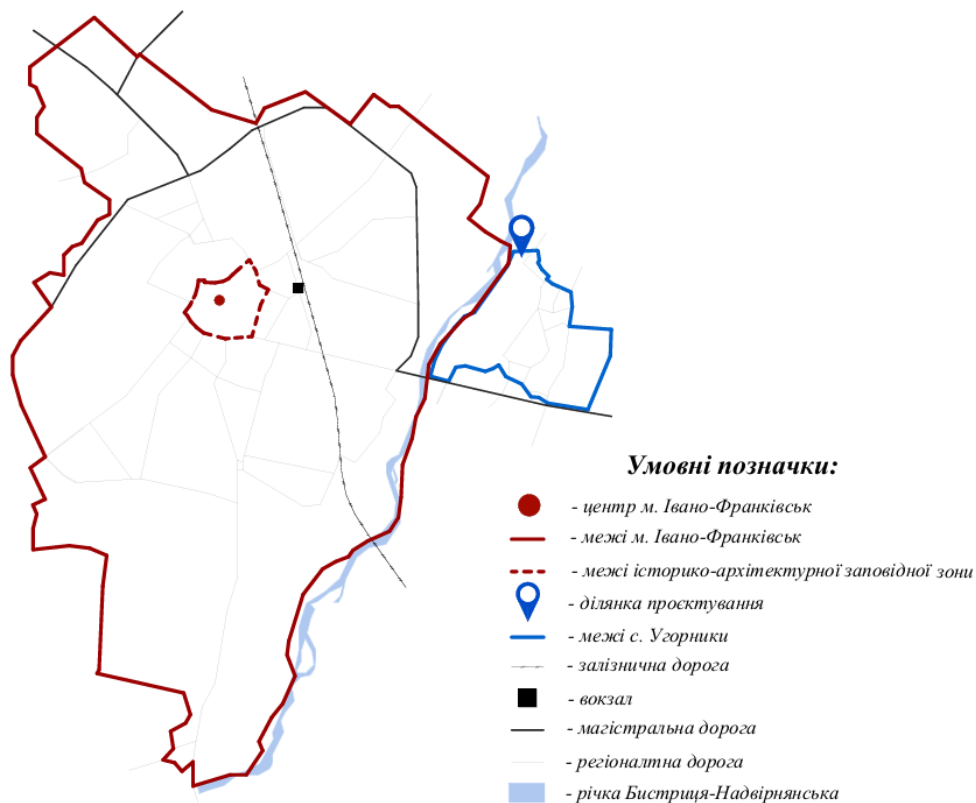 Умовні позначки:
- центр м. Івано-Франківськ
- межі м. Івано-Франківськ
- межі історико-архітектурної заповідної зони
- ділянка проєктування
- межі с. Угорники
- залізнична дорога
- вокзал
- магістральна дорога
- регіоналтна дорога
- річка Бистриця-Надвірнянська